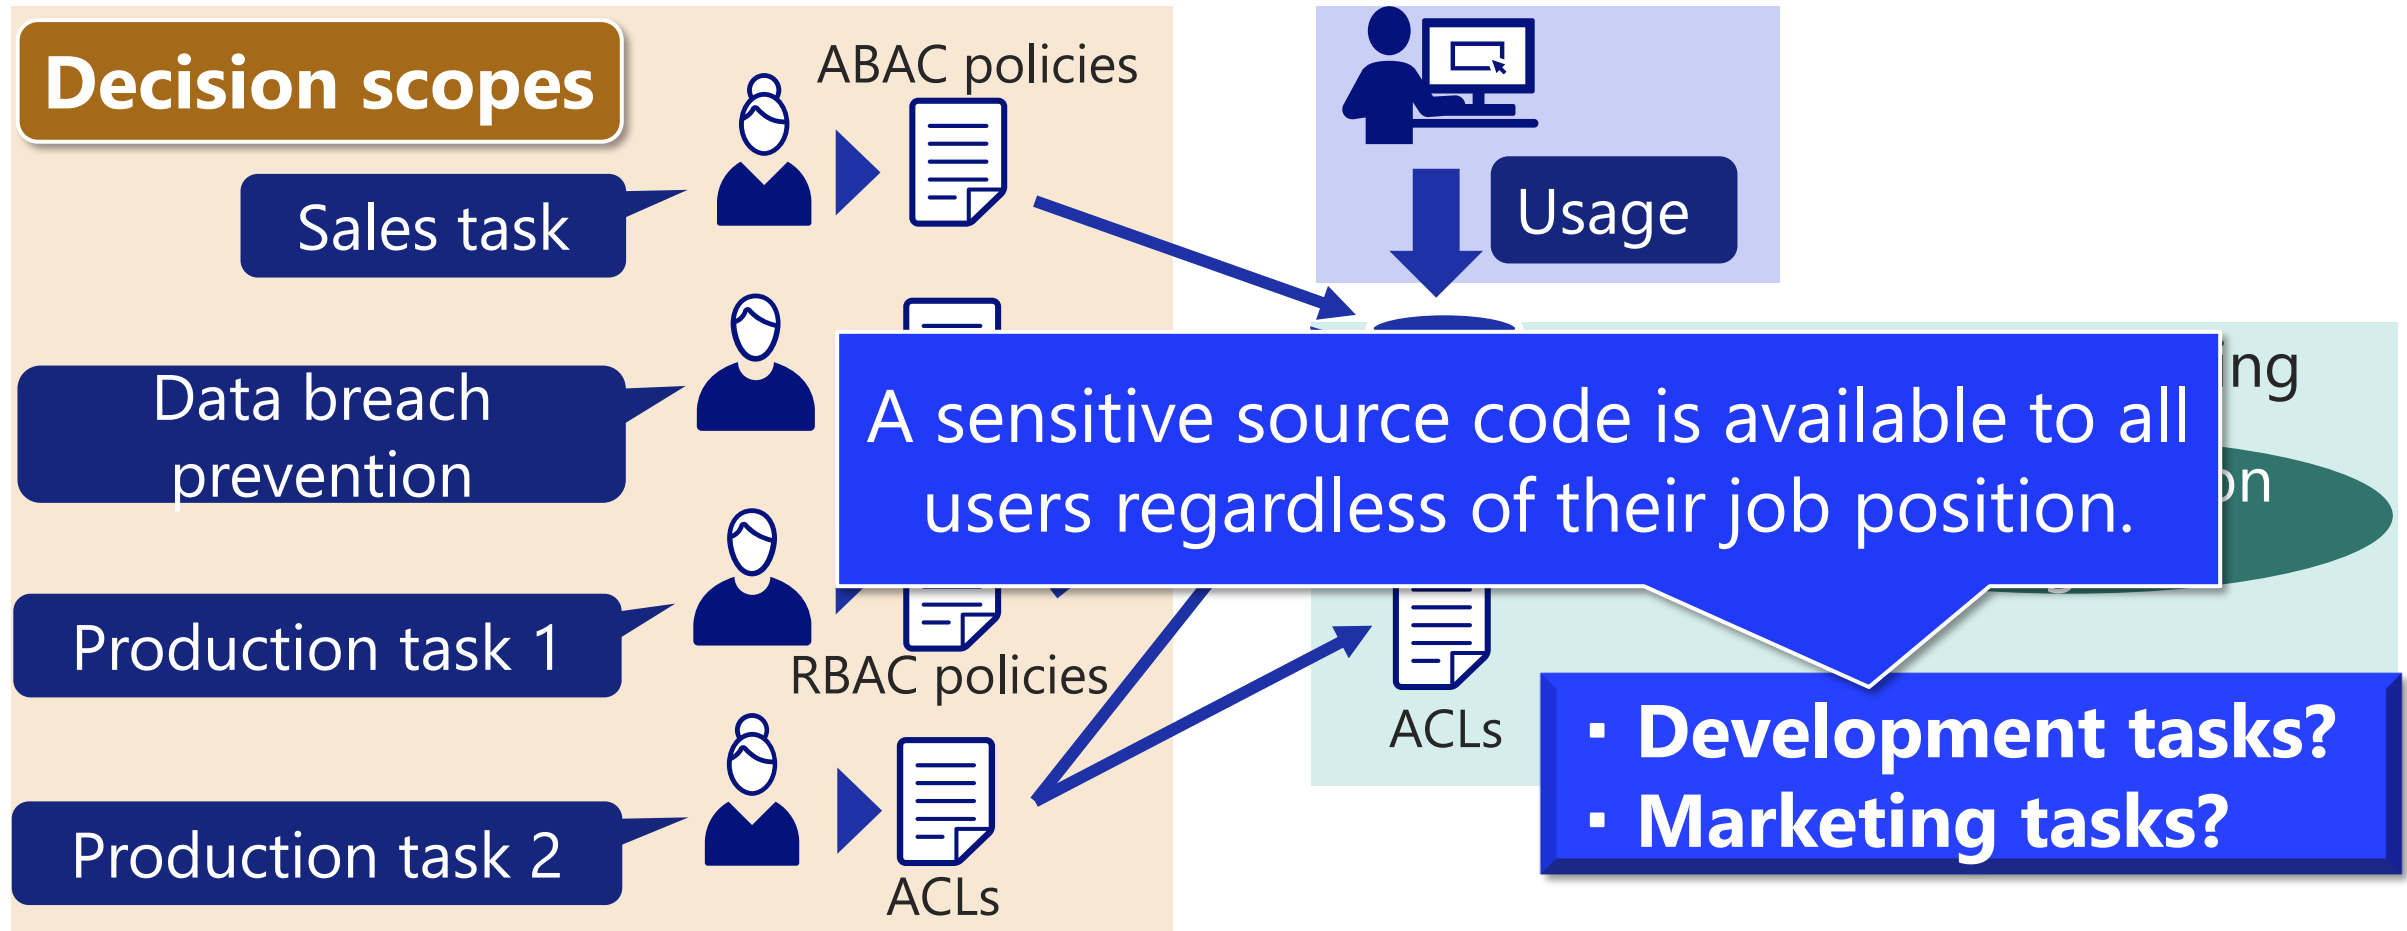 Decision scopes
ABAC policies
Sales task
Usage
Data breach
prevention
A sensitive source code is available to all
users regardless of their job position.
Production task 1
RBAC policies
Production task 2
ACLs
ACLs
▪ Development tasks?
▪ Marketing tasks?